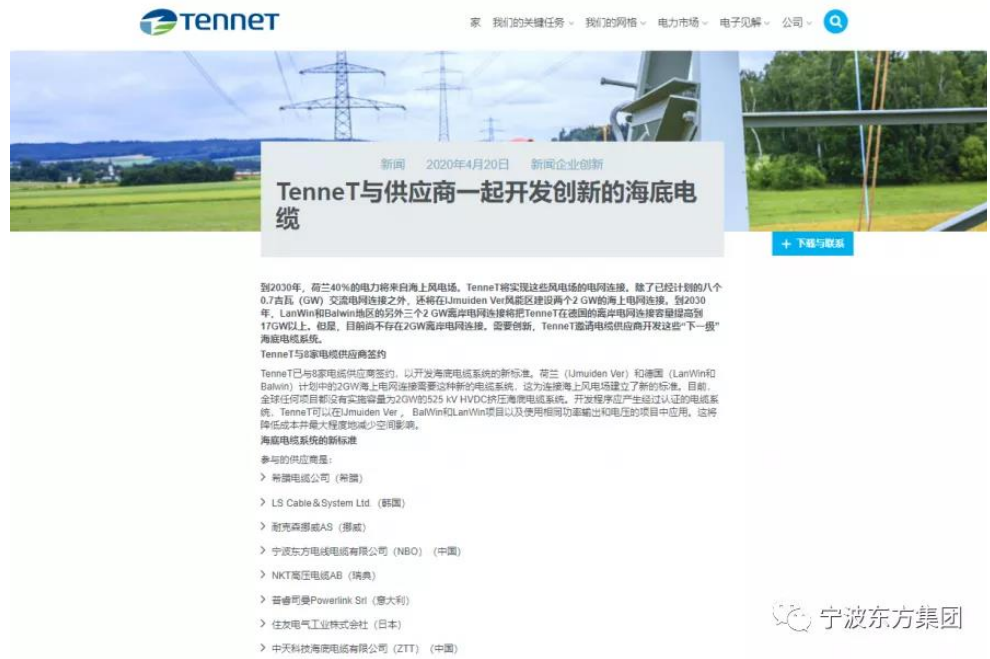 TenneT
家 我们的关键任务 我们的网格 电力市场 电子见解 公司
新闻 2020年4月20日 新闻企业创新
TenneT与供应商一起开发创新的海底电
缆
+ 下载与联系
到2030年，荷兰40%的电力将来自海上风电场。TenneT将实现这些风电场的电网连接。除了已经计划的八个
0.7吉瓦（GW）交流电网连接之外，还将在IJmuiden Ver风能区建设两个2 GW的海上电网连接。到2030
年，LanWin和Balwin地区的另外三个2 GW离岸电网连接将把TenneT在德国的离岸电网连接容量提高到
17GW以上。但是，目前尚不存在2GW离岸电网连接。需要创新，TenneT邀请电缆供应商开发这些“下一级”
海底电缆系统。
TenneT与8家电缆供应商签约
TenneT已与8家电缆供应商签约，以开发海底电缆系统的新标准。荷兰（IJmuiden Ver）和德国（LanWin和
Balwin）计划中的2GW海上电网连接需要这种新的电缆系统，这为连接海上风电场建立了新的标准。目前，
全球任何项目都没有实施容量为2GW的525 kV HVDC挤压海底电缆系统。开发程序应产生经过认证的电缆系
统，TenneT可以在IJmuiden Ver，BalWin和LanWin项目以及使用相同功率输出和电压的项目中应用。这将
降低成本并最大程度地减少空间影响。
海底电缆系统的新标准
参与的供应商是：
> 希腊电缆公司（希腊）
> LS Cable＆System Ltd.（韩国）
> 耐克森挪威AS（挪威）
> 宁波东方电线电缆有限公司（NBO）（中国）
> NKT高压电缆AB（瑞典）
> 普睿司曼Powerlink Srl（意大利）
> 住友电气工业株式会社（日本）
> 中天科技海底电缆有限公司（ZTT）（中国）
宁波东方集团